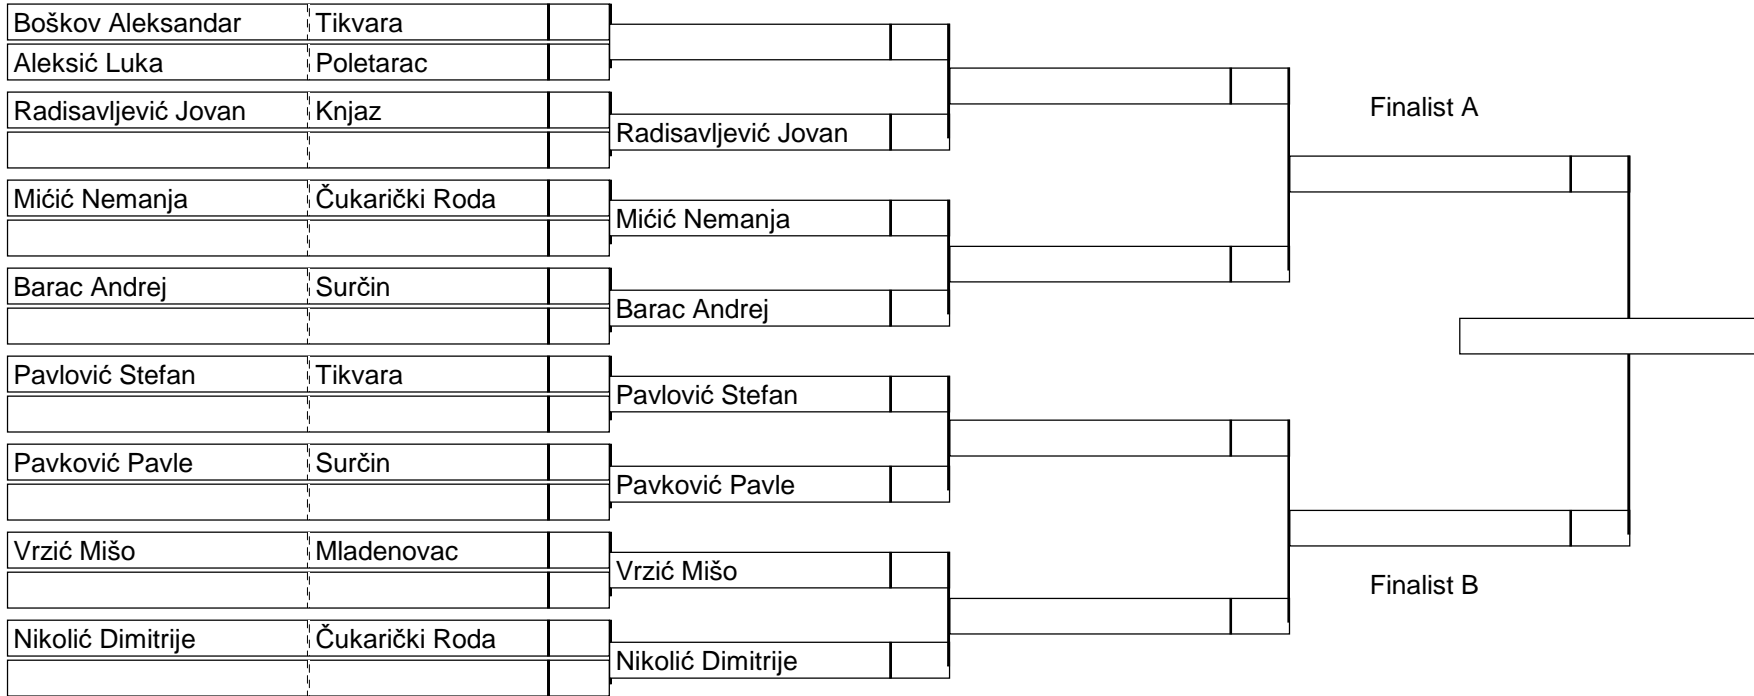 Boškov Aleksandar Tikvara
Aleksić Luka Poletarac
Radisavljević Jovan Knjaz
Radisavljević Jovan
Mićić Nemanja Čukarički Roda
Mićić Nemanja
Barac Andrej Surčin
Barac Andrej
Pavlović Stefan Tikvara
Pavlović Stefan
Pavković Pavle Surčin
Pavković Pavle
Vrzić Mišo Mladenovac
Vrzić Mišo
Nikolić Dimitrije Čukarički Roda
Nikolić Dimitrije
Finalist A
Finalist B